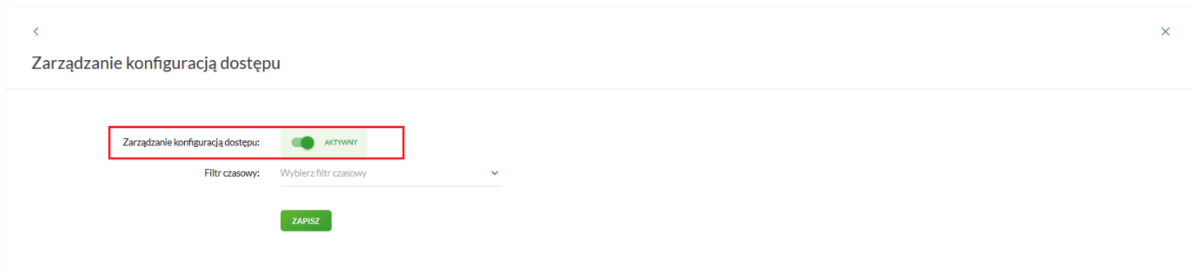 Zarządzanie konfiguracją dostępu
Zarządzanie konfiguracją dostępu: AKTYWNY
Filtr czasowy: Wybierz filtr czasowy
ZAPISZ